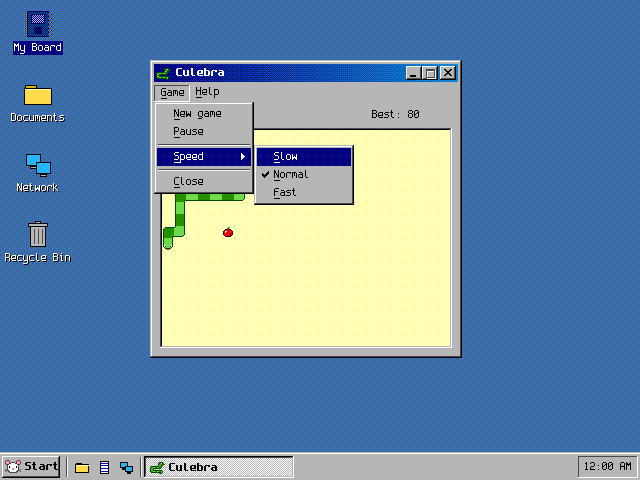 My Board
Documents
Network
Recycle Bin
Culebra
Game Help
Best: 80
New game
Pause
Speed
Close
Slow
Normal
Fast
Start
Culebra
12:00 AM